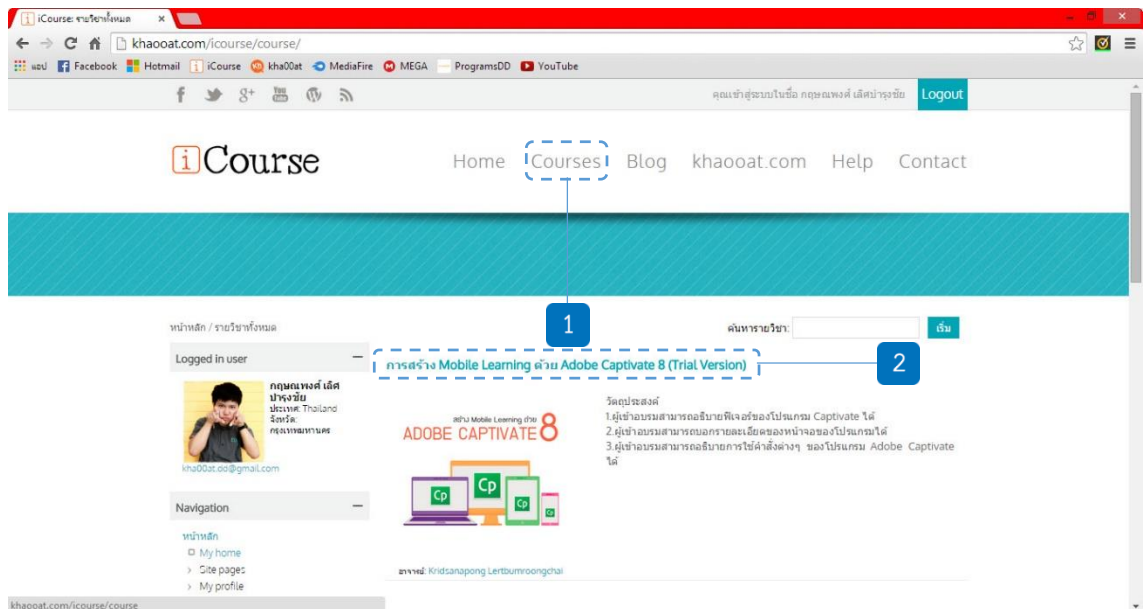 iCourse: รายวิชาทั้งหมด
khaooat.com/icourse/course/
แอป Facebook Hotmail iCourse kha00at MediaFire MEGA ProgramsDD YouTube
คุณเข้าสู่ระบบในชื่อ กฤษณพงศ์ เลิศบำรุงชัย Logout
iCourse Home Courses Blog khaooat.com Help Contact
1
หน้าหลัก / รายวิชาทั้งหมด ค้นหารายวิชา: เริ่ม
Logged in user
การสร้าง Mobile Learning ด้วย Adobe Captivate 8 (Trial Version) 2
กฤษณพงศ์ เลิศ
บำรุงชัย
ประเทศ: Thailand
จังหวัด:
กรุงเทพมหานคร
kha00at.dd@gmail.com
สร้าง Mobile Learning ด้วย
ADOBE CAPTIVATE 8
Cp Cp Cp Cp
วัตถุประสงค์
1.ผู้เข้าอบรมสามารถอธิบายฟีเจอร์ของโปรแกรม Captivate ได้
2.ผู้เข้าอบรมสามารถบอกรายละเอียดของหน้าจอของโปรแกรมได้
3.ผู้เข้าอบรมสามารถอธิบายการใช้คำสั่งต่างๆ ของโปรแกรม Adobe Captivate
ได้
Navigation
หน้าหลัก
My home
Site pages
My profile
อาจารย์: Kridsanapong Lertbumroongchai
khaooat.com/icourse/course